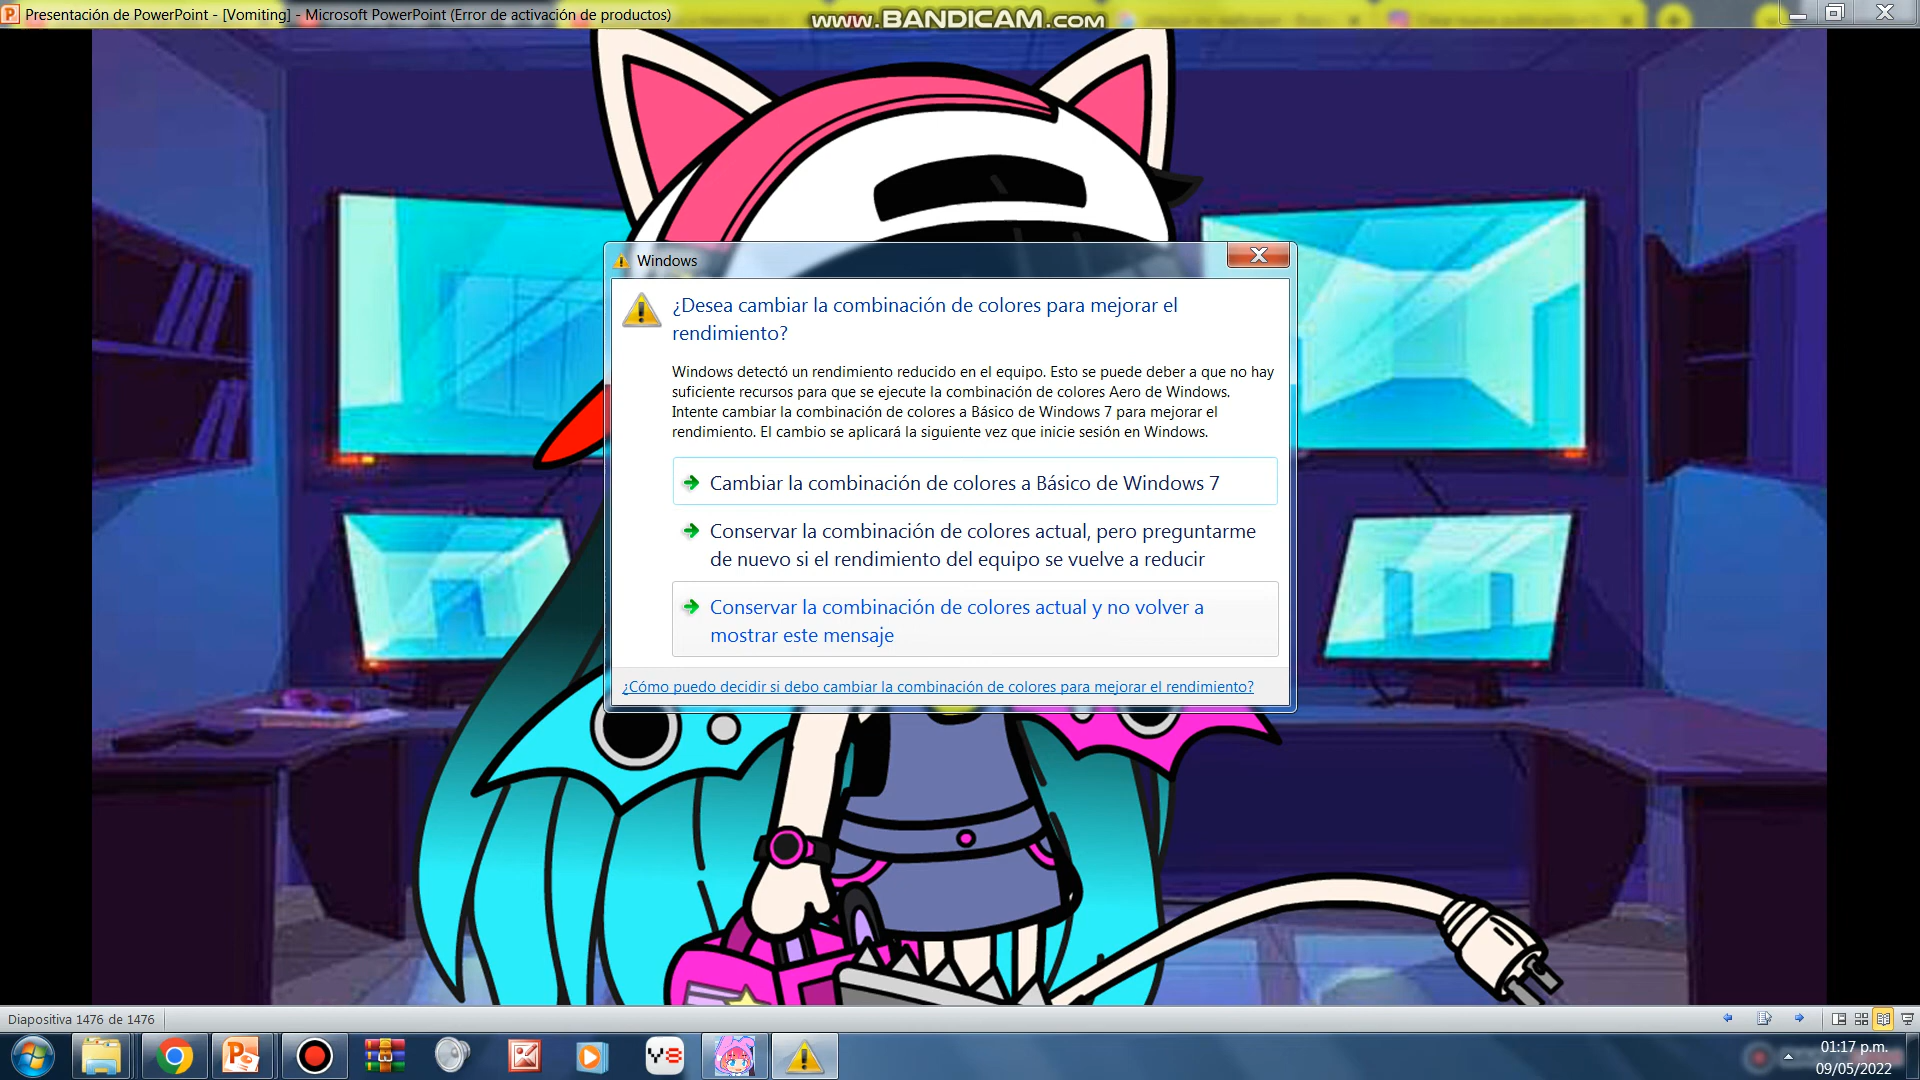 Presentación de PowerPoint - [Vomiting] - Microsoft PowerPoint (Error de activación de productos)
www.BANDICAM.com
Windows
¿Desea cambiar la combinación de colores para mejorar el
rendimiento?
Windows detectó un rendimiento reducido en el equipo. Esto se puede deber a que no hay
suficiente recursos para que se ejecute la combinación de colores Aero de Windows.
Intente cambiar la combinación de colores a Básico de Windows 7 para mejorar el
rendimiento. El cambio se aplicará la siguiente vez que inicie sesión en Windows.
Cambiar la combinación de colores a Básico de Windows 7
Conservar la combinación de colores actual, pero preguntarme
de nuevo si el rendimiento del equipo se vuelve a reducir
Conservar la combinación de colores actual y no volver a
mostrar este mensaje
¿Cómo puedo decidir si debo cambiar la combinación de colores para mejorar el rendimiento?
Diapositiva 1476 de 1476
Y8
01:17 p.m.
09/05/2022